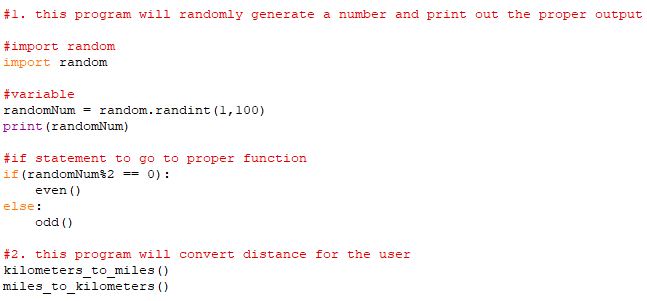 #1. this program will randomly generate a number and print out the proper output
#import random
import random
#variable
randomNum = random.randint(1,100)
print(randomNum)
#if statement to go to proper function
if(randomNum%2 == 0):
    even()
else:
    odd()
#2. this program will convert distance for the user
kilometers_to_miles()
miles_to_kilometers()